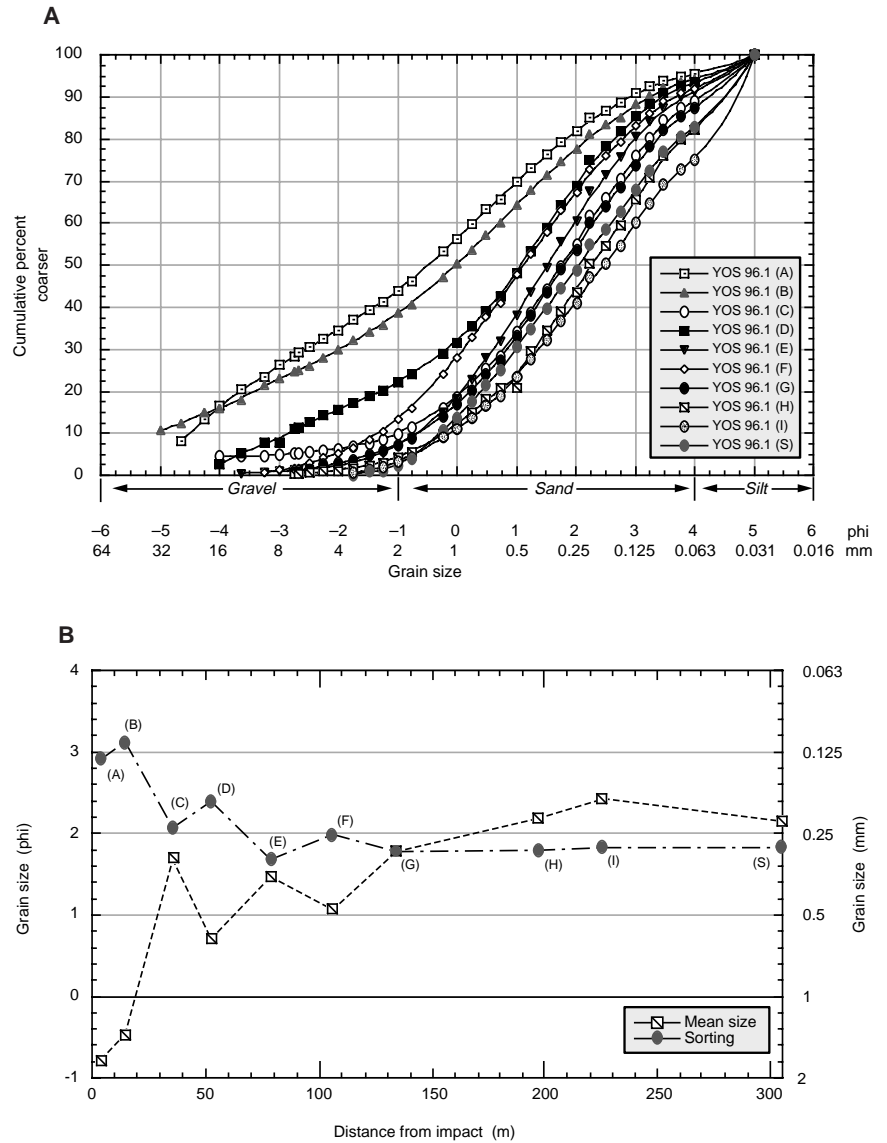 A
100
90
80
70
60
50
40
30
20
10
0
Cumulative percent
coarser
YOS 96.1 (A)
YOS 96.1 (B)
YOS 96.1 (C)
YOS 96.1 (D)
YOS 96.1 (E)
YOS 96.1 (F)
YOS 96.1 (G)
YOS 96.1 (H)
YOS 96.1 (I)
YOS 96.1 (S)
Gravel Sand Silt
–6 –5 –4 –3 –2 –1 0 1 2 3 4 5 6 phi
64 32 16 8 4 2 1 0.5 0.25 0.125 0.063 0.031 0.016 mm
Grain size
B
4
3
2
1
0
-1
Grain size (phi)
0.063
0.125
0.25
0.5
1
2
Grain size (mm)
(A)
(B)
(C)
(D)
(E)
(F)
(G)
(H)
(I)
(S)
Mean size
Sorting
0 50 100 150 200 250 300
Distance from impact (m)